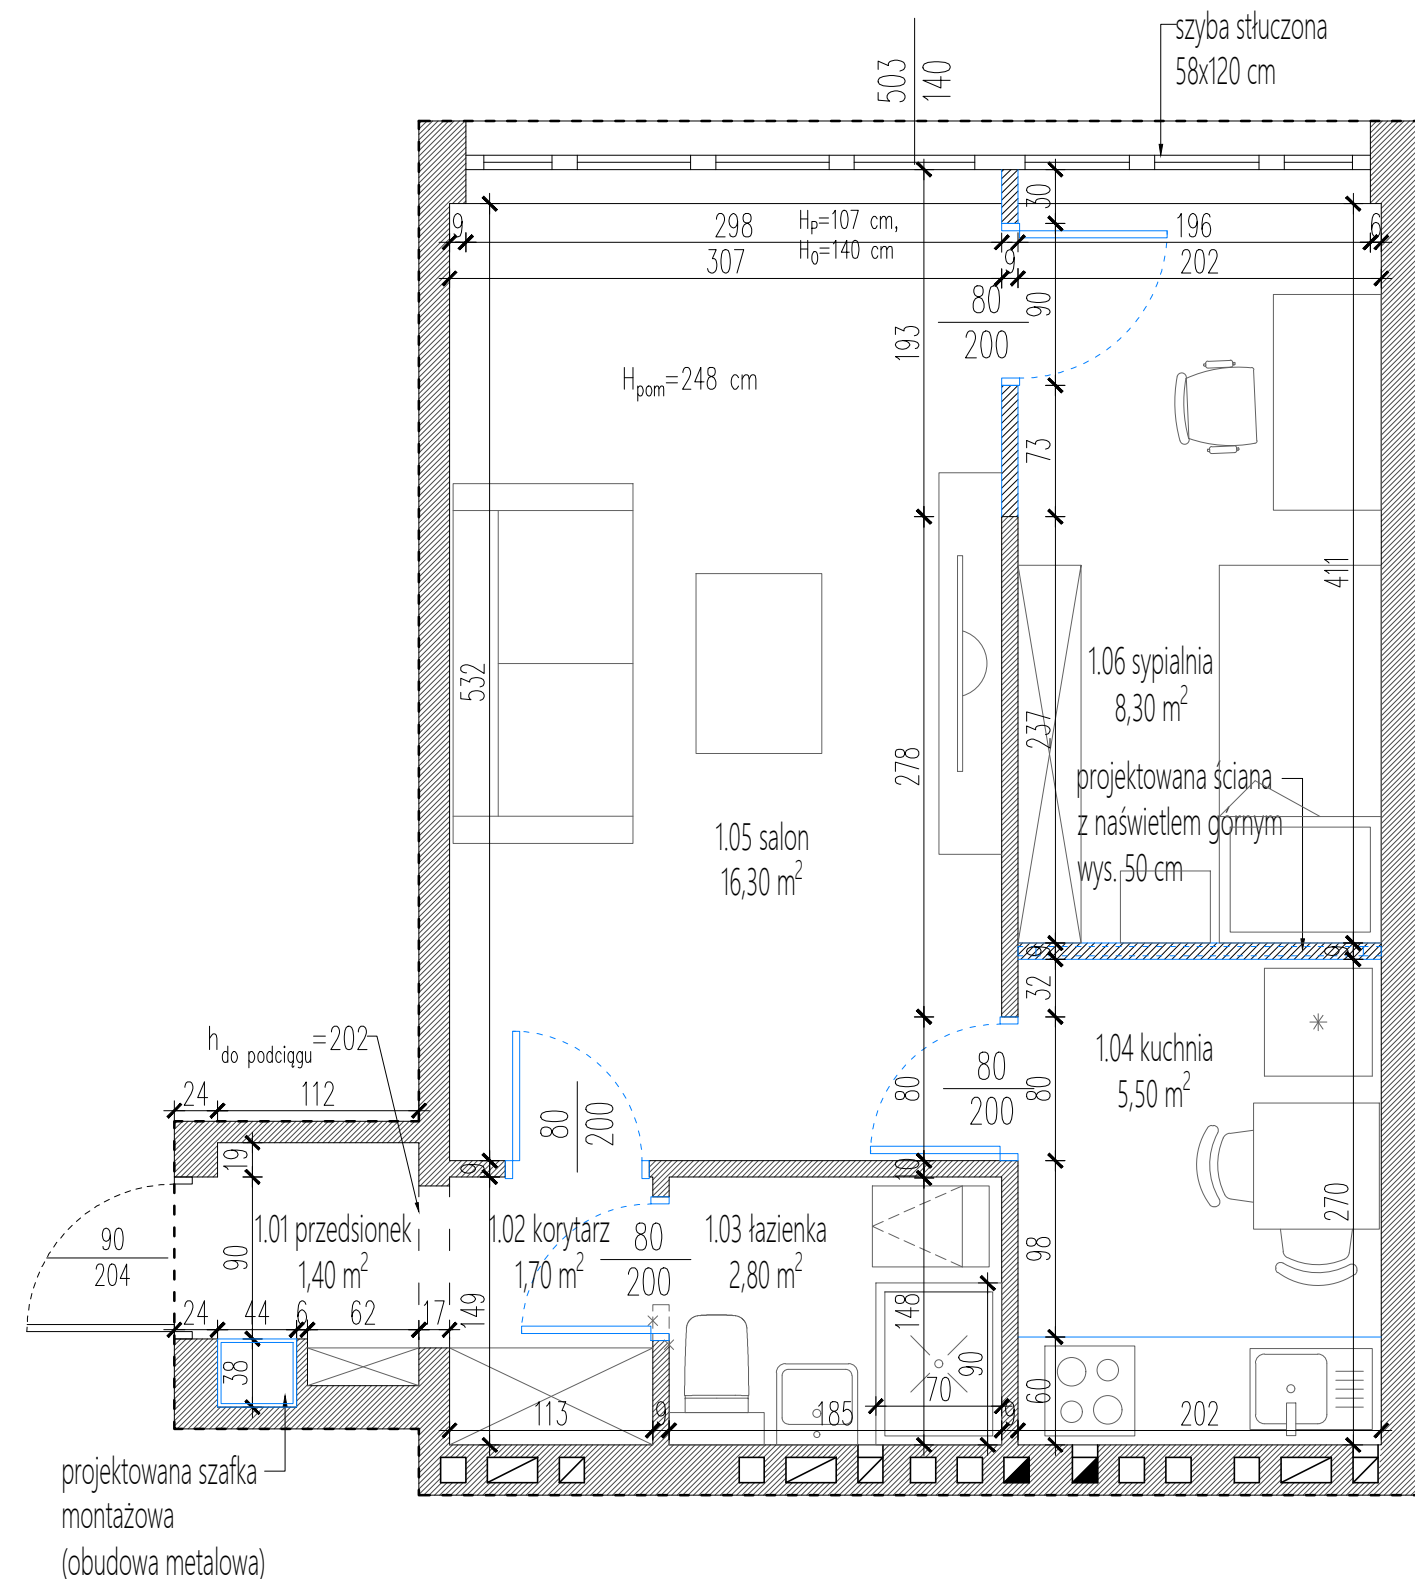 szyba stłuczona
58x120 cm
503
140
30
9
298
Hp=107 cm,
196
6
307
H0=140 cm
9
202
80
200
90
193
Hpom=248 cm
73
411
532
1.06 sypialnia
8,30 m²
237
278
projektowana ściana
z naświetlem górnym
wys. 50 cm
1.05 salon
16,30 m²
9
9
32
h do podciągu =202
1.04 kuchnia
5,50 m²
24
112
80
200
80
80
200
80
19
9
10
1.01 przedsionek
1,40 m²
1.02 korytarz
1,70 m²
80
200
1.03 łazienka
2,80 m²
270
90
204
90
98
24
44
6
62
17
149
148
90
38
70
60
113
9
185
9
202
projektowana szafka
montażowa
(obudowa metalowa)